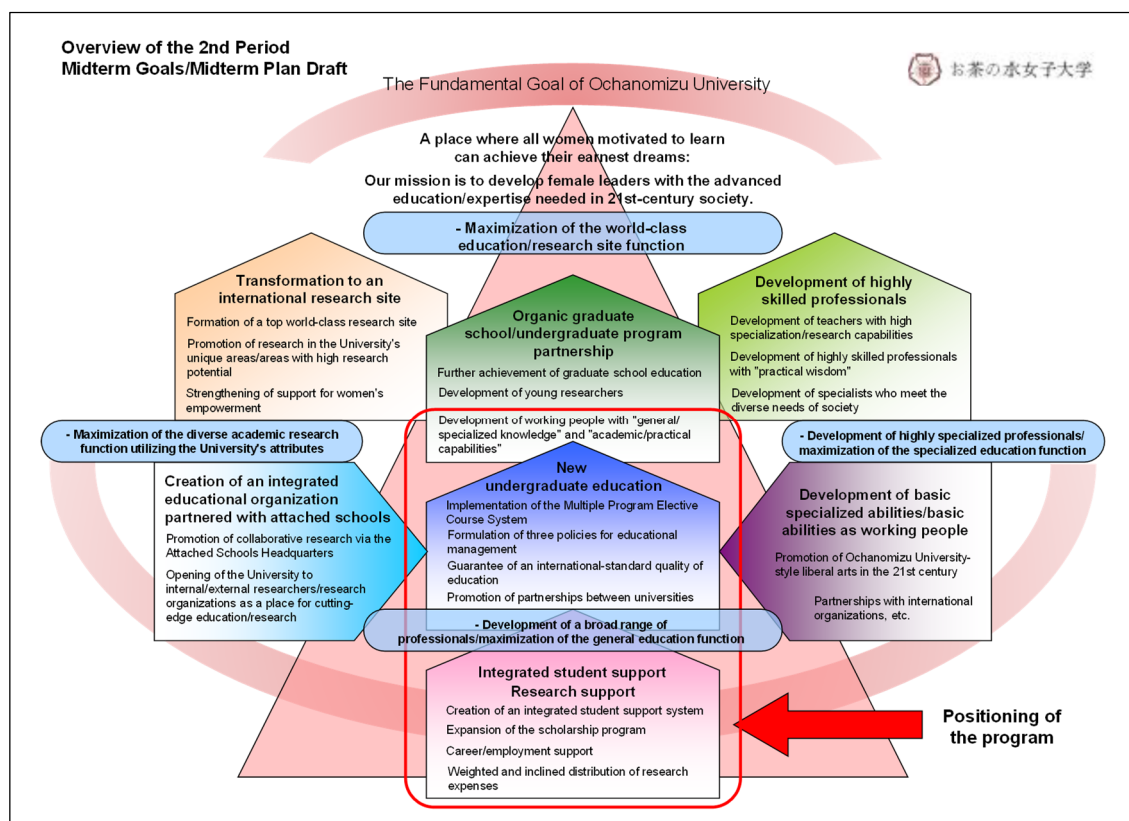 Overview of the 2nd Period
Midterm Goals/Midterm Plan Draft
お茶の水女子大学
The Fundamental Goal of Ochanomizu University
A place where all women motivated to learn
can achieve their earnest dreams:
Our mission is to develop female leaders with the advanced
education/expertise needed in 21st-century society.
- Maximization of the world-class
education/research site function
Transformation to an
international research site
Formation of a top world-class research site
Promotion of research in the University's
unique areas/areas with high research
potential
Strengthening of support for women's
empowerment
Organic graduate
school/undergraduate program
partnership
Further achievement of graduate school education
Development of young researchers
Development of working people with "general/
specialized knowledge" and "academic/practical
capabilities"
Development of highly
skilled professionals
Development of teachers with high
specialization/research capabilities
Development of highly skilled professionals
with "practical wisdom"
Development of specialists who meet the
diverse needs of society
- Maximization of the diverse academic research
function utilizing the University's attributes
- Development of highly specialized professionals/
maximization of the specialized education function
Creation of an integrated
educational organization
partnered with attached schools
Promotion of collaborative research via the
Attached Schools Headquarters
Opening of the University to
internal/external researchers/research
organizations as a place for cutting-
edge education/research
New
undergraduate education
Implementation of the Multiple Program Elective
Course System
Formulation of three policies for educational
management
Guarantee of an international-standard quality of
education
Promotion of partnerships between universities
Development of basic
specialized abilities/basic
abilities as working people
Promotion of Ochanomizu University-
style liberal arts in the 21st century
Partnerships with international
organizations, etc.
- Development of a broad range of
professionals/maximization of the general education function
Integrated student support
Research support
Creation of an integrated student support system
Expansion of the scholarship program
Career/employment support
Weighted and inclined distribution of research
expenses
Positioning of
the program